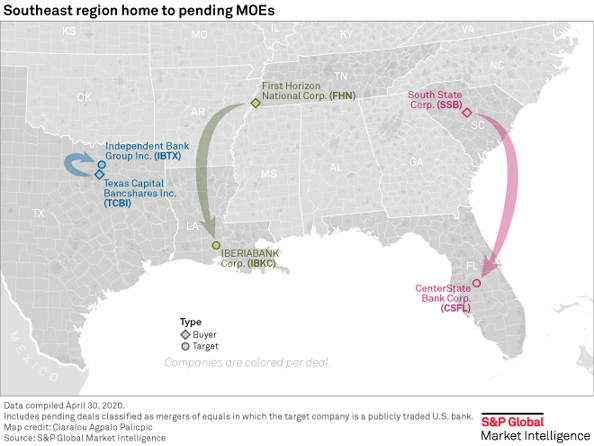 Southeast region home to pending MOEs
KS
MO
IL
KY
VA
First Horizon
National Corp. (FHN)
TN
NC
OK
AR
South State
Corp. (SSB)
SC
Independent Bank
Group Inc. (IBTX)
Texas Capital
Bancshares Inc.
(TCBI)
MS
AL
GA
TX
LA
IBERIABANK
Corp. (IBKC)
FL
CenterState
Bank Corp.
(CSFL)
MEXICO
Type
Buyer
Target
Companies are colored per deal.
Data compiled April 30, 2020.
Includes pending deals classified as mergers of equals in which the target company is a publicly traded U.S. bank.
Map credit: Ciaralou Agpalo Palicpic
Source: S&P Global Market Intelligence
S&P Global
Market Intelligence